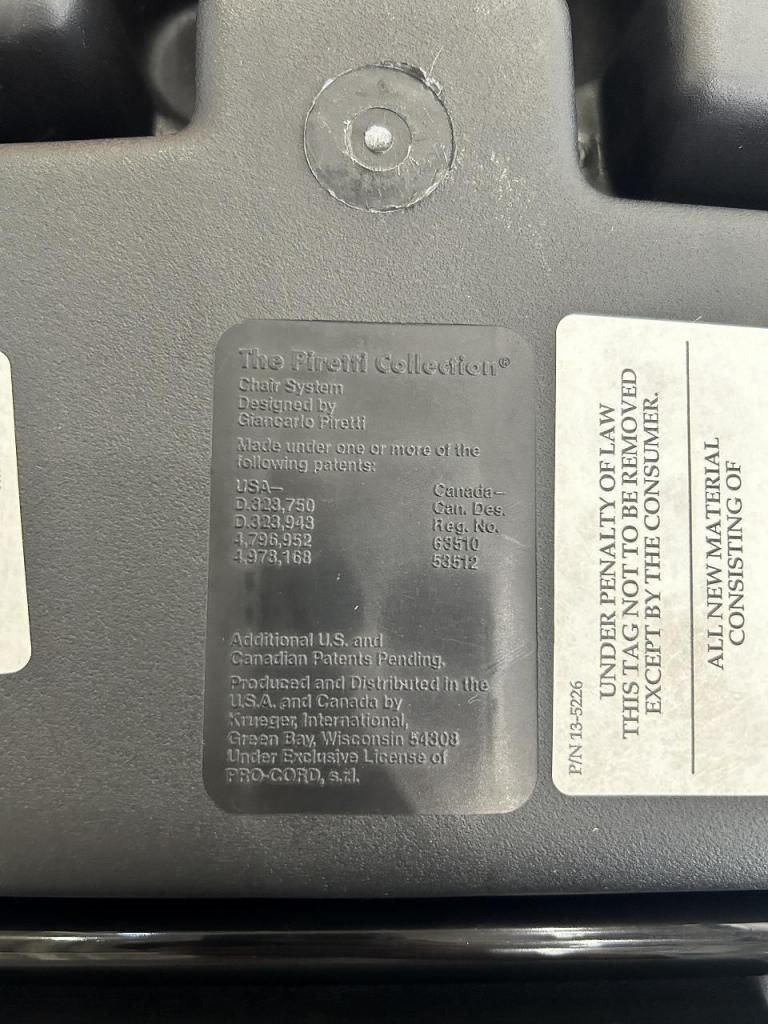 The Piretti Collection®
Chair System
Designed by
Giancarlo Piretti
Made under one or more of the
following patents:
USA—
D.323,750
D.323,943
4,796,952
4,978,168
Canada—
Can. Des.
Reg. No.
63510
53512
Additional U.S. and
Canadian Patents Pending.
Produced and Distributed in the
U.S.A. and Canada by
Krueger, International,
Green Bay, Wisconsin 54308
Under Exclusive License of
PRO-CORD, s.r.l.
P/N 13-5226
UNDER PENALTY OF LAW
THIS TAG NOT TO BE REMOVED
EXCEPT BY THE CONSUMER.
ALL NEW MATERIAL
CONSISTING OF